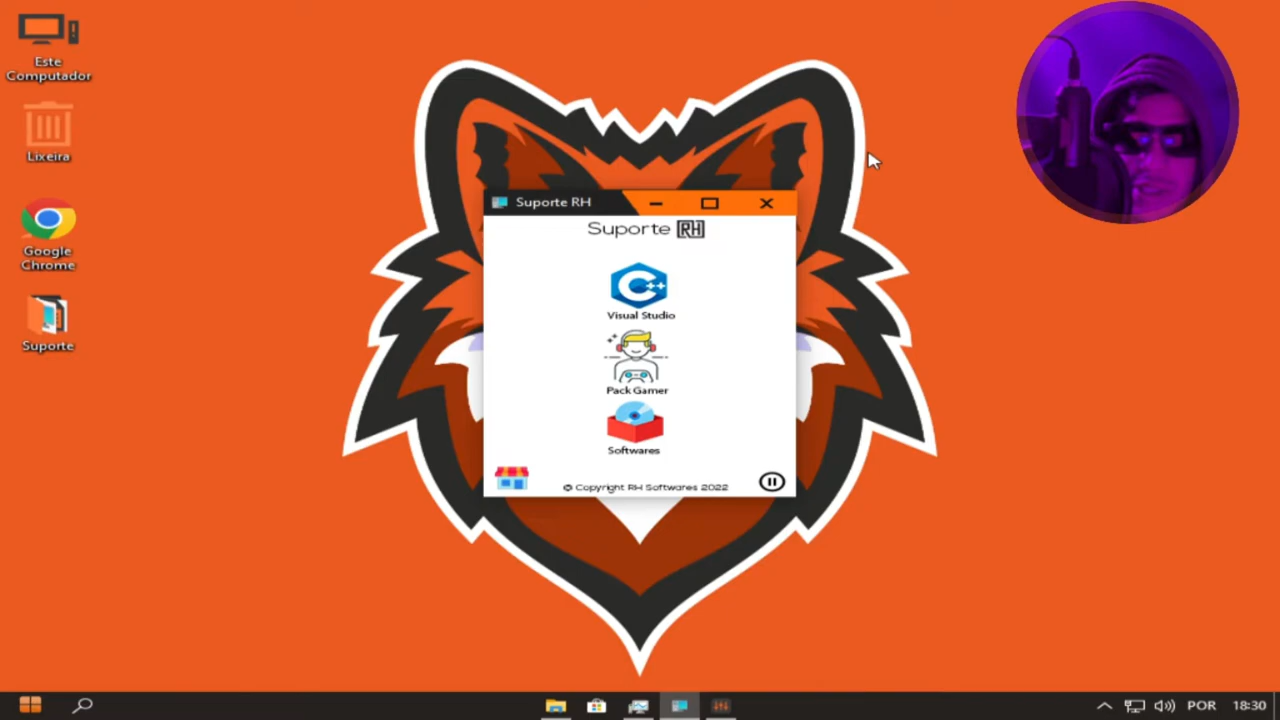 Este
Computador
Lixeira
Google
Chrome
Suporte
Suporte RH
Suporte RH
Visual Studio
Pack Gamer
Softwares
© Copyright RH Softwares 2022
POR
18:30